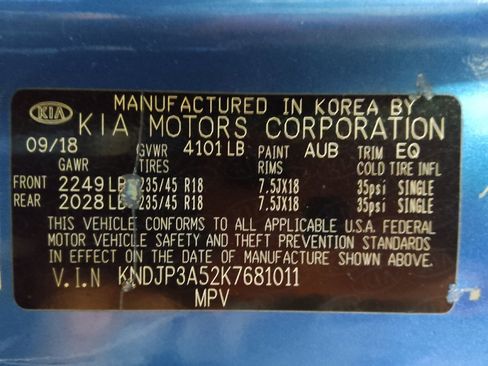 MANUFACTURED IN KOREA BY
KIA KIA MOTORS CORPORATION
09/18 GVWR 4101 LB PAINT AUB TRIM EQ
GAWR TIRES RIMS COLD TIRE INFL
FRONT 2249 LB 235/45 R18 7.5JX18 35psi SINGLE
REAR 2028 LB 235/45 R18 7.5JX18 35psi SINGLE
THIS VEHICLE CONFORMS TO ALL APPLICABLE U.S.A. FEDERAL
MOTOR VEHICLE SAFETY AND THEFT PREVENTION STANDARDS
IN EFFECT ON THE DATE OF MANUFACTURE SHOWN ABOVE.
V.I.N KNDJP3A52K7681011
MPV